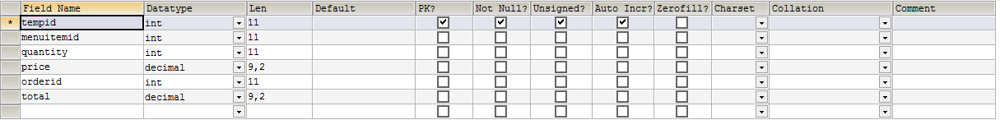 Field Name Datatype Len Default PK? Not Null? Unsigned? Auto Incr? Zerofill? Charset Collation Comment
* tempid int 11
menuitemid int 11
quantity int 11
price decimal 9,2
orderid int 11
total decimal 9,2